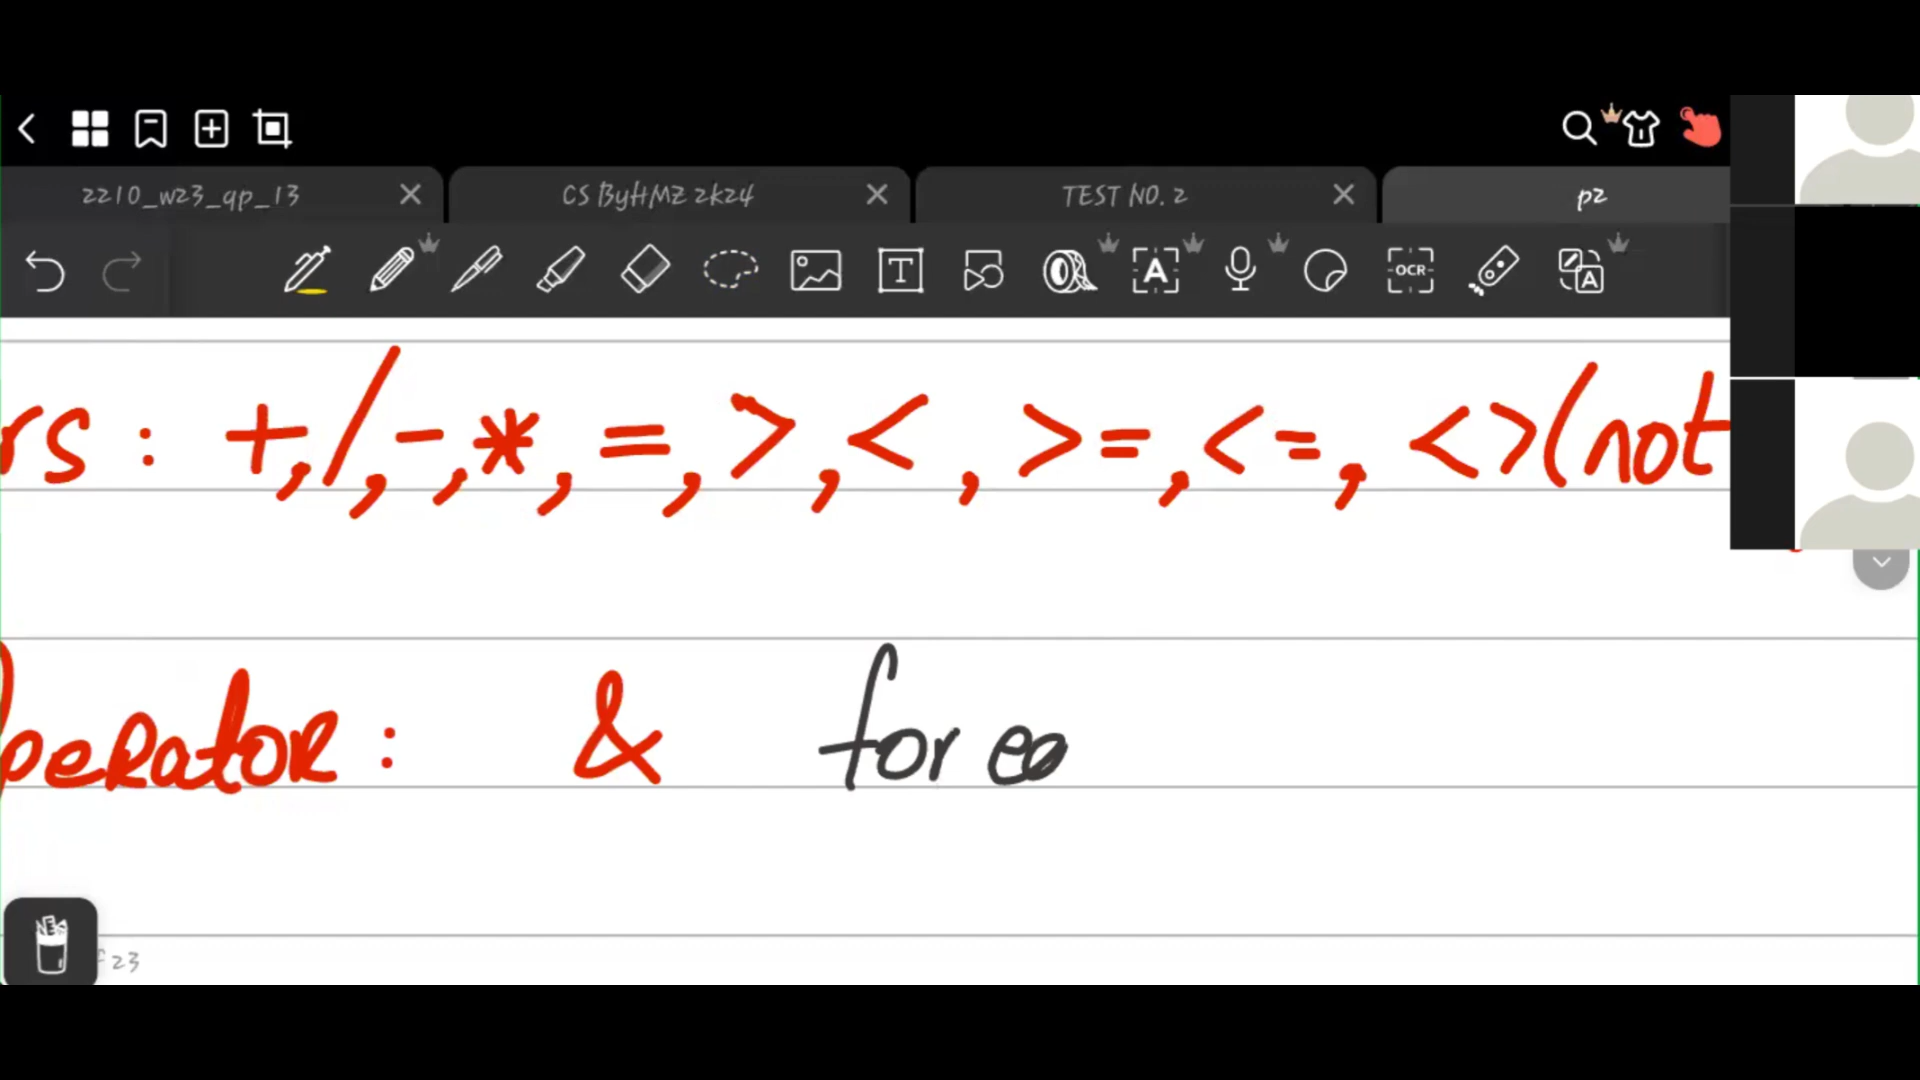 2210_w23_qp_13
CS ByHMZ 2k24
TEST NO. 2
p2
T
A
OCR
A
rs : +,/,-,*,=,>,<,>=,<=, <>(not
perator: & for
f 23